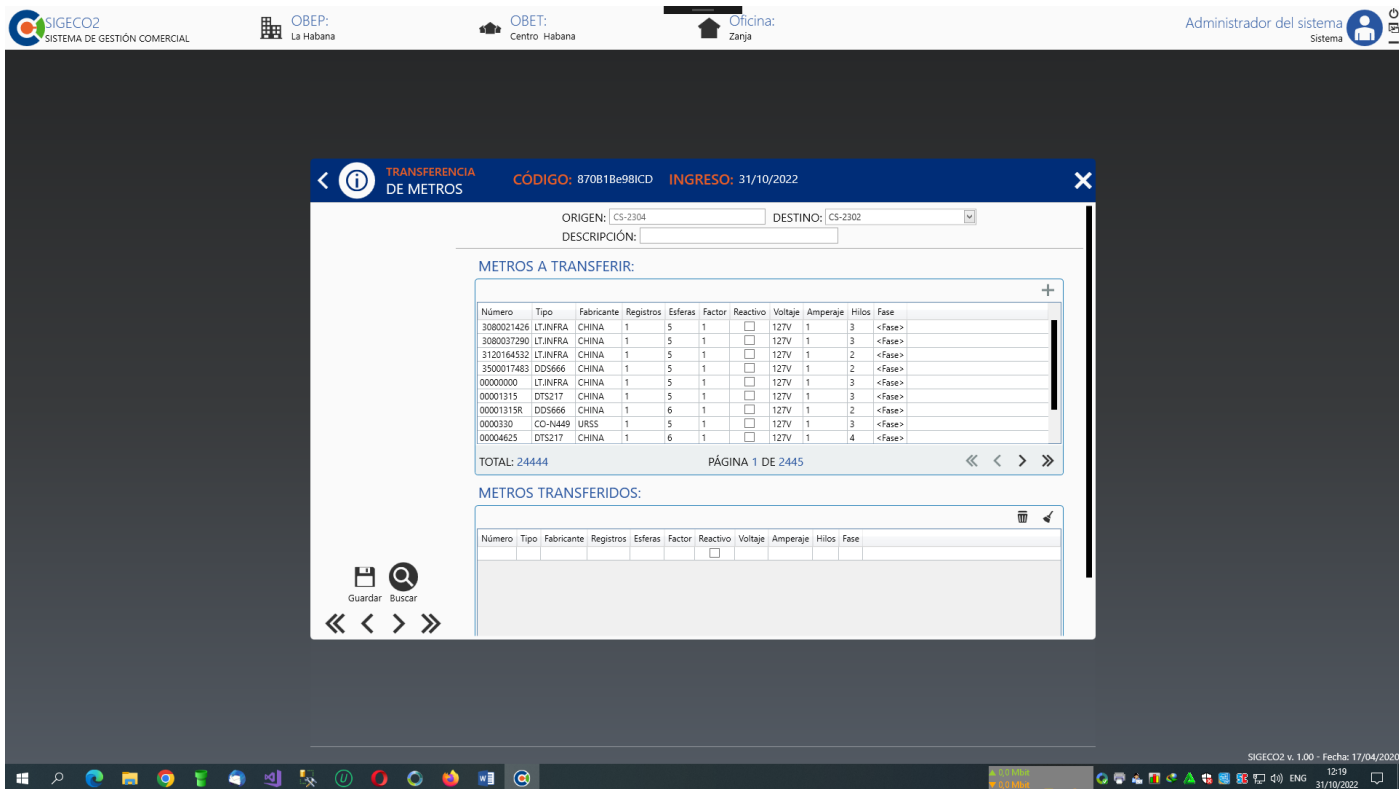 SIGECO2
SISTEMA DE GESTIÓN COMERCIAL
OBEP:
La Habana
OBET:
Centro Habana
Oficina:
Zanja
Administrador del sistema
Sistema
TRANSFERENCIA
DE METROS
CÓDIGO: 870B1Be98ICD INGRESO: 31/10/2022
ORIGEN: CS-2304 DESTINO: CS-2302
DESCRIPCIÓN:
METROS A TRANSFERIR:
Número Tipo Fabricante Registros Esferas Factor Reactivo Voltaje Amperaje Hilos Fase
3080021426 LT.INFRA CHINA 1 5 1 127V 1 3 <Fase>
3080037290 LT.INFRA CHINA 1 5 1 127V 1 3 <Fase>
3120164532 LT.INFRA CHINA 1 5 1 127V 1 2 <Fase>
3500017483 DDS666 CHINA 1 5 1 127V 1 2 <Fase>
00000000 LT.INFRA CHINA 1 5 1 127V 1 3 <Fase>
00001315 DTS217 CHINA 1 5 1 127V 1 3 <Fase>
00001315R DDS666 CHINA 1 6 1 127V 1 2 <Fase>
0000330 CO-N449 URSS 1 5 1 127V 1 3 <Fase>
00004625 DTS217 CHINA 1 6 1 127V 1 4 <Fase>
TOTAL: 24444 PÁGINA 1 DE 2445
METROS TRANSFERIDOS:
Número Tipo Fabricante Registros Esferas Factor Reactivo Voltaje Amperaje Hilos Fase
Guardar Buscar
SIGECO2 v. 1.00 - Fecha: 17/04/2020
0,0 Mbit
0,0 Mbit
ENG
12:19
31/10/2022